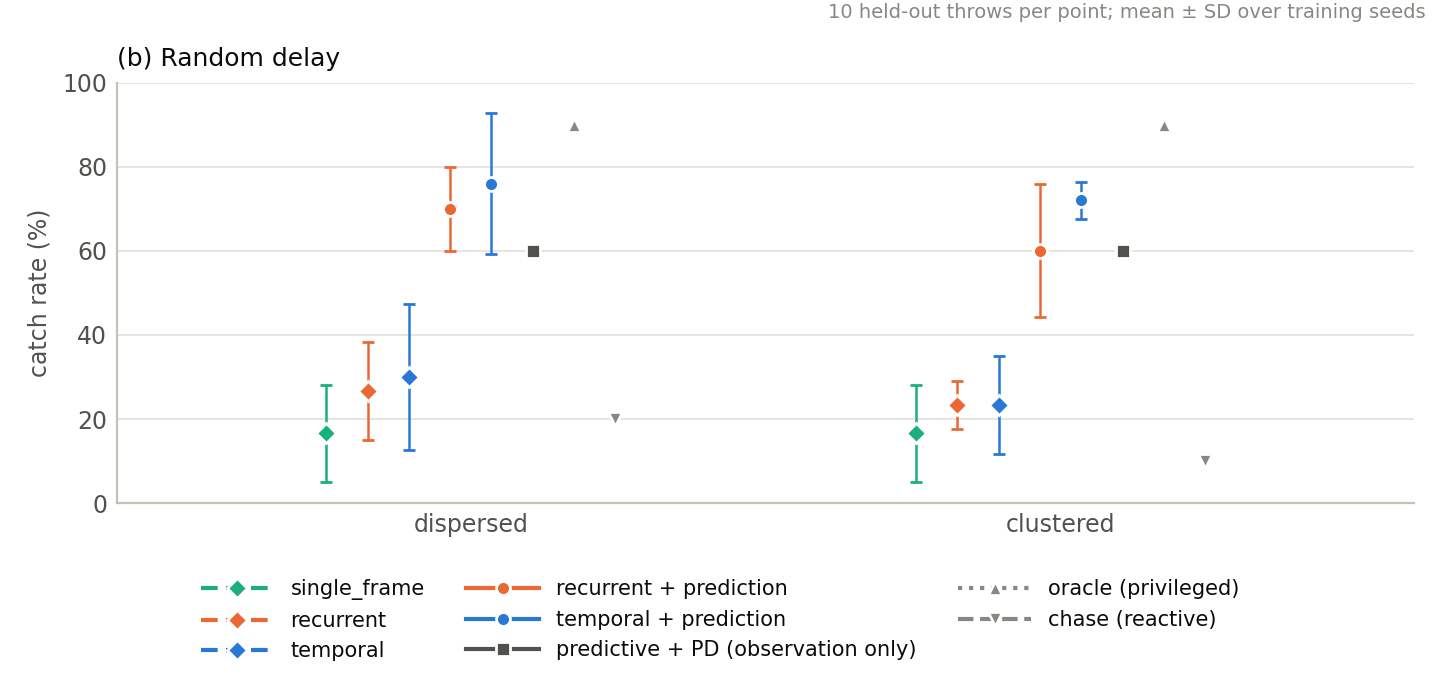 10 held-out throws per point; mean ± SD over training seeds
(b) Random delay
100
80
60
40
20
0
catch rate (%)
dispersed
clustered
single_frame
recurrent
temporal
recurrent + prediction
temporal + prediction
predictive + PD (observation only)
oracle (privileged)
chase (reactive)